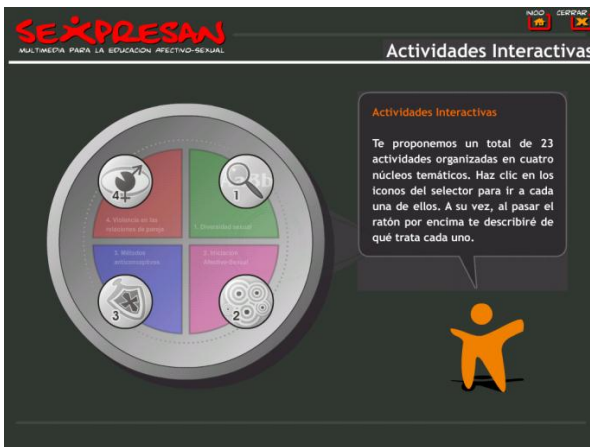 INICIO CERRAR
SEXPRESAN
MULTIMEDIA PARA LA EDUCACIÓN AFECTIVO-SEXUAL
Actividades Interactivas
Actividades Interactivas
Te proponemos un total de 23
actividades organizadas en cuatro
núcleos temáticos. Haz clic en los
iconos del selector para ir a cada
una de ellos. A su vez, al pasar el
ratón por encima te describiré de
qué trata cada uno.
4
1
4. Violencia en las
relaciones de pareja
1. Diversidad sexual
3. Métodos
anticonceptivos
2. Iniciación
Afectivo-Sexual
3
2